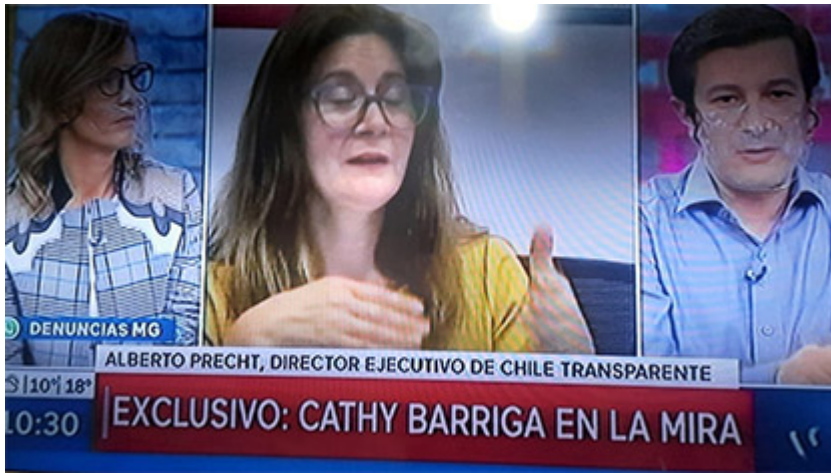 DENUNCIAS MG
ALBERTO PRECHT, DIRECTOR EJECUTIVO DE CHILE TRANSPARENTE
10° 18°
10:30
EXCLUSIVO: CATHY BARRIGA EN LA MIRA